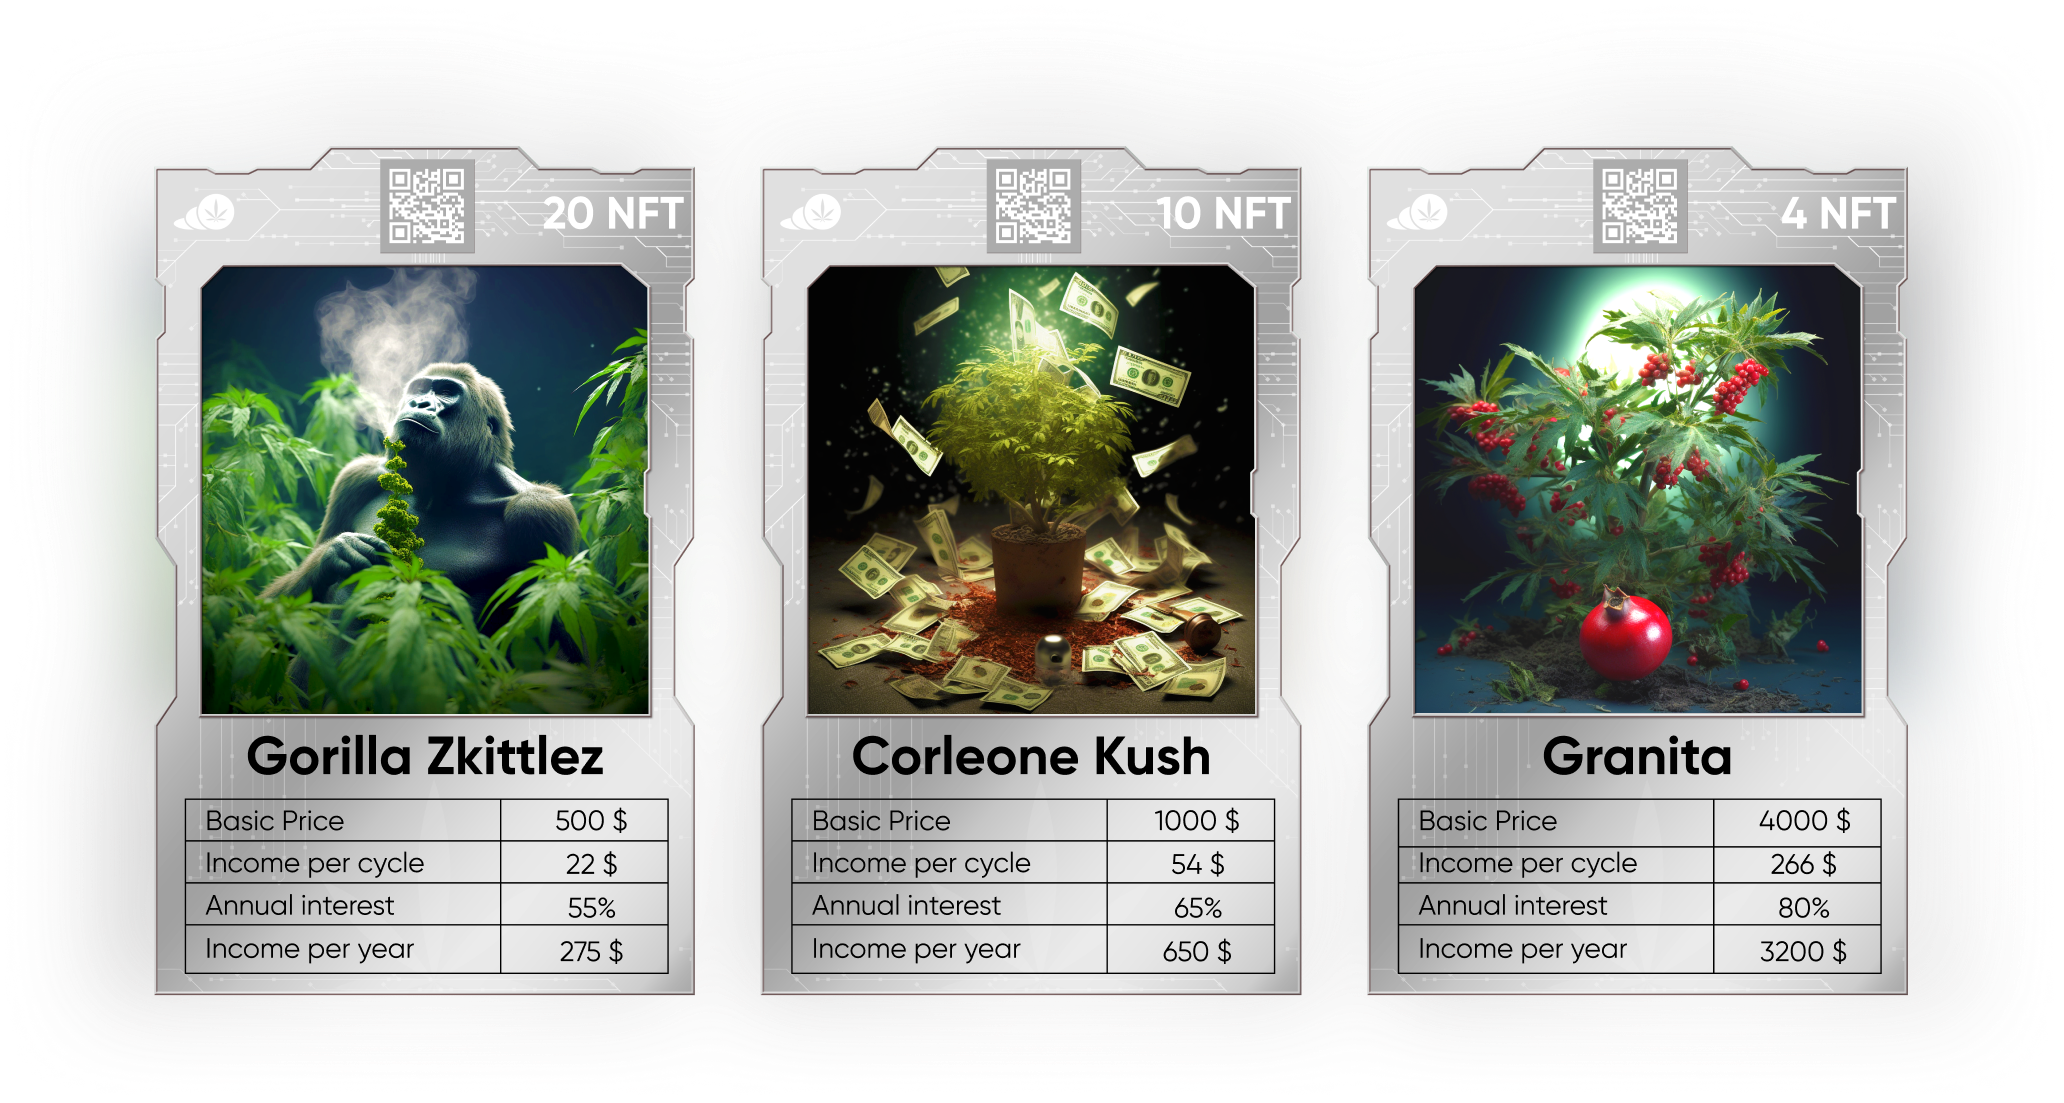 20 NFT
Gorilla Zkittlez
Basic Price 500 $
Income per cycle 22 $
Annual interest 55%
Income per year 275 $
10 NFT
Corleone Kush
Basic Price 1000 $
Income per cycle 54 $
Annual interest 65%
Income per year 650 $
4 NFT
Granita
Basic Price 4000 $
Income per cycle 266 $
Annual interest 80%
Income per year 3200 $